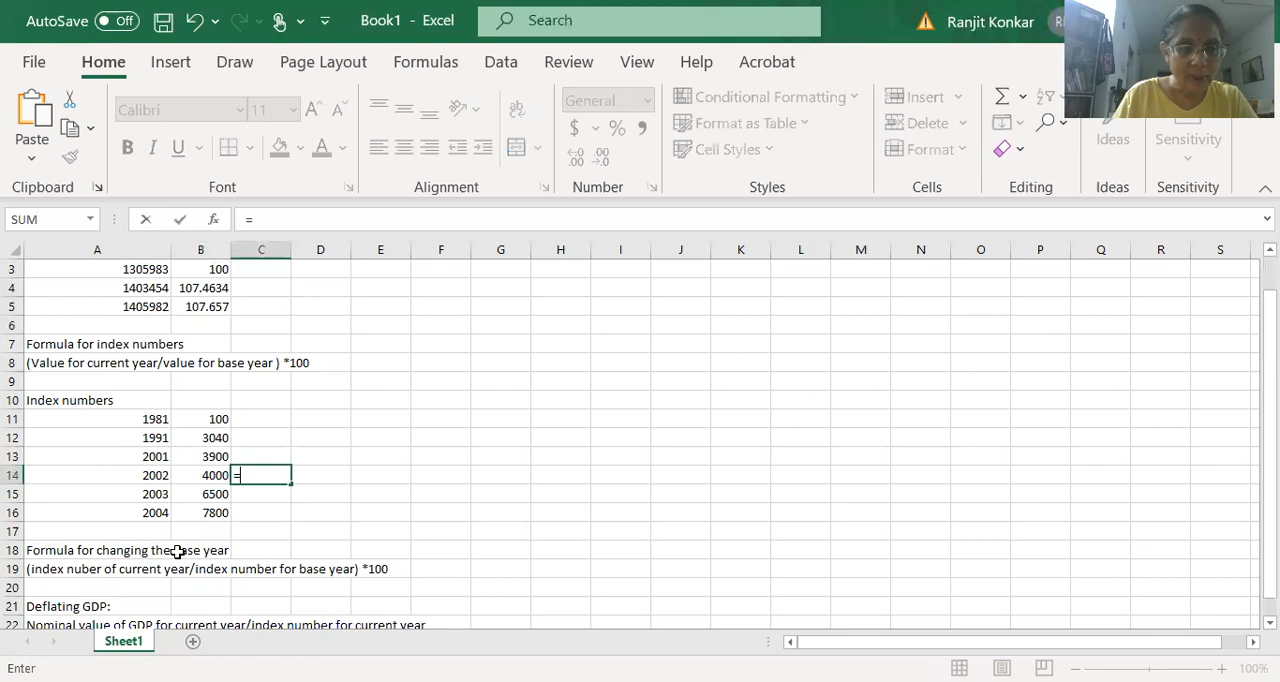 AutoSave Off Book1 - Excel Search Ranjit Konkar
File Home Insert Draw Page Layout Formulas Data Review View Help Acrobat
Calibri 11 General Conditional Formatting Insert
Paste $ % Format as Table Delete Ideas Sensitivity
B I U A Cell Styles Format
Clipboard Font Alignment Number Styles Cells Editing Ideas Sensitivity
SUM fx =
A B C D E F G H I J K L M N O P Q R S
3 1305983 100
4 1403454 107.4634
5 1405982 107.657
6
7 Formula for index numbers
8 (Value for current year/value for base year ) *100
9
10 Index numbers
11 1981 100
12 1991 3040
13 2001 3900
14 2002 4000 =
15 2003 6500
16 2004 7800
17
18 Formula for changing the base year
19 (index nuber of current year/index number for base year) *100
20
21 Deflating GDP:
22 Nominal value of GDP for current year/index number for current year
Sheet1
Enter 100%